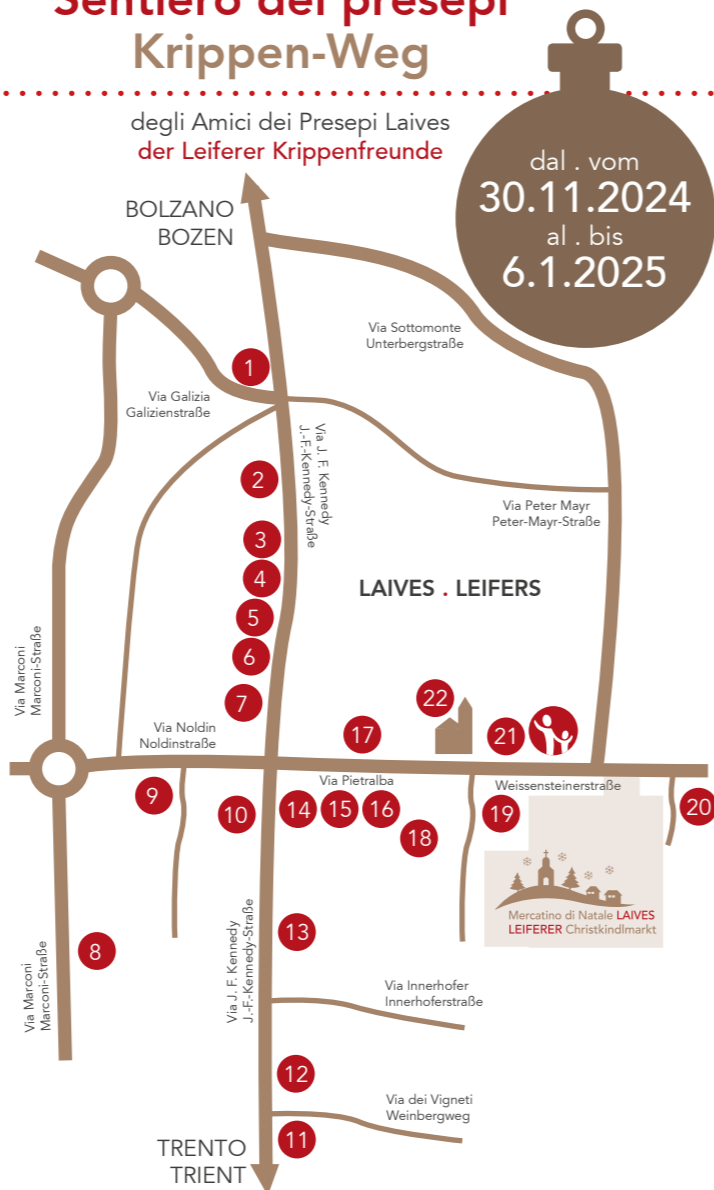 Sentiero dei presepi
Krippen-Weg
degli Amici dei Presepi Laives
der Leiferer Krippenfreunde
dal . vom
30.11.2024
al . bis
6.1.2025
BOLZANO
BOZEN
Via Sottomonte
Unterbergstraße
1
Via Galizia
Galizienstraße
Via J. F. Kennedy
J.-F.-Kennedy-Straße
2
Via Peter Mayr
Peter-Mayr-Straße
3
4
LAIVES . LEIFERS
5
6
Via Marconi
Marconi-Straße
7
22
21
17
Via Noldin
Noldinstraße
Via Pietralba
Weissensteinerstraße
9
10
14
15
16
18
19
20
Mercatino di Natale LAIVES
LEIFERER Christkindlmarkt
8
13
Via Marconi
Marconi-Straße
Via J. F. Kennedy
J.-F.-Kennedy-Straße
Via Innerhofer
Innerhoferstraße
12
Via dei Vigneti
Weinbergweg
11
TRENTO
TRIENT